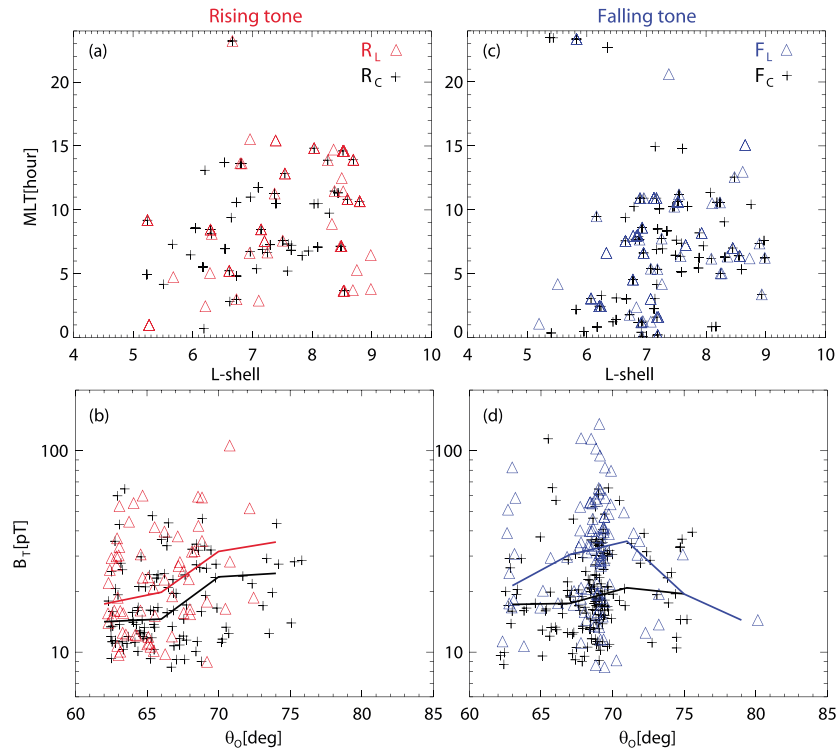 Rising tone
Falling tone
(a)
R_L
R_C
(c)
F_L
F_C
MLT[hour]
20
15
10
5
0
4 5 6 7 8 9 10
L-shell
20
15
10
5
0
4 5 6 7 8 9 10
L-shell
(b)
(d)
B_T[pT]
100
10
60 65 70 75 80 85
θ_O[deg]
100
10
60 65 70 75 80 85
θ_O[deg]